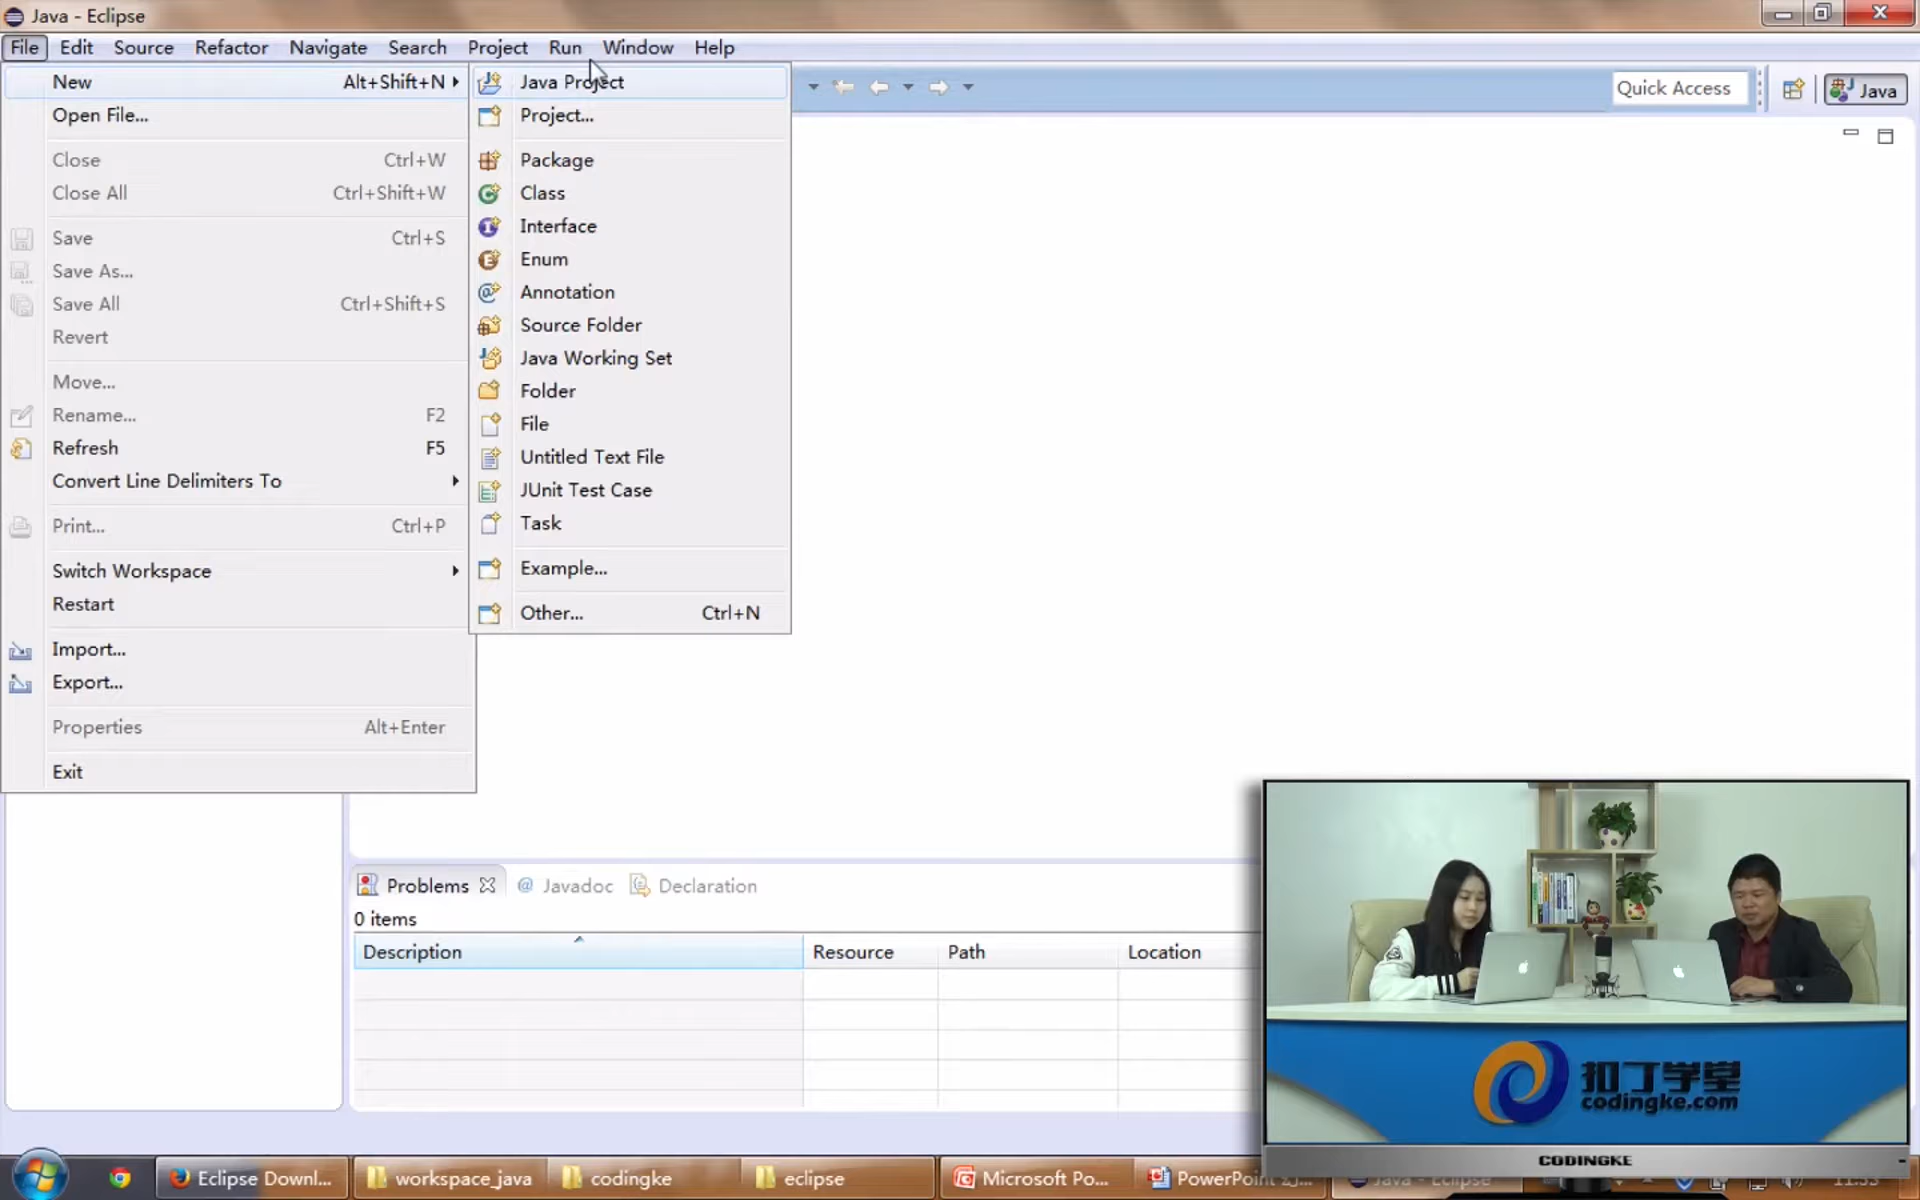 Java - Eclipse
File Edit Source Refactor Navigate Search Project Run Window Help
New Alt+Shift+N
Open File...
Close Ctrl+W
Close All Ctrl+Shift+W
Save Ctrl+S
Save As...
Save All Ctrl+Shift+S
Revert
Move...
Rename... F2
Refresh F5
Convert Line Delimiters To
Print... Ctrl+P
Switch Workspace
Restart
Import...
Export...
Properties Alt+Enter
Exit
Java Project
Project...
Package
Class
Interface
Enum
Annotation
Source Folder
Java Working Set
Folder
File
Untitled Text File
JUnit Test Case
Task
Example...
Other... Ctrl+N
Quick Access
Java
Problems @ Javadoc Declaration
0 items
Description Resource Path Location
扣丁学堂
codingke.com
CODINGKE
Eclipse Downl... workspace_java codingke eclipse Microsoft Po... PowerPoint Java - Eclipse